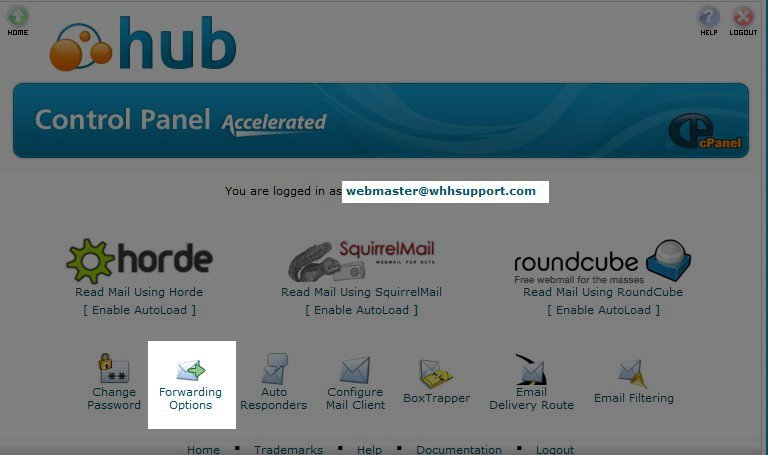 HOME
hub
HELP
LOGOUT
Control Panel Accelerated
cPanel
You are logged in as webmaster@whhsupport.com
horde
SquirrelMail
WEBMAIL FOR NUTS
roundcube
Free webmail for the masses
Read Mail Using Horde
Read Mail Using SquirrelMail
Read Mail Using RoundCube
[ Enable AutoLoad ]
[ Enable AutoLoad ]
[ Enable AutoLoad ]
**
Change
Password
Forwarding
Options
Auto
Responders
Configure
Mail Client
BoxTrapper
Email
Delivery Route
Email Filtering
Home ▪ Trademarks ▪ Help ▪ Documentation ▪ Logout